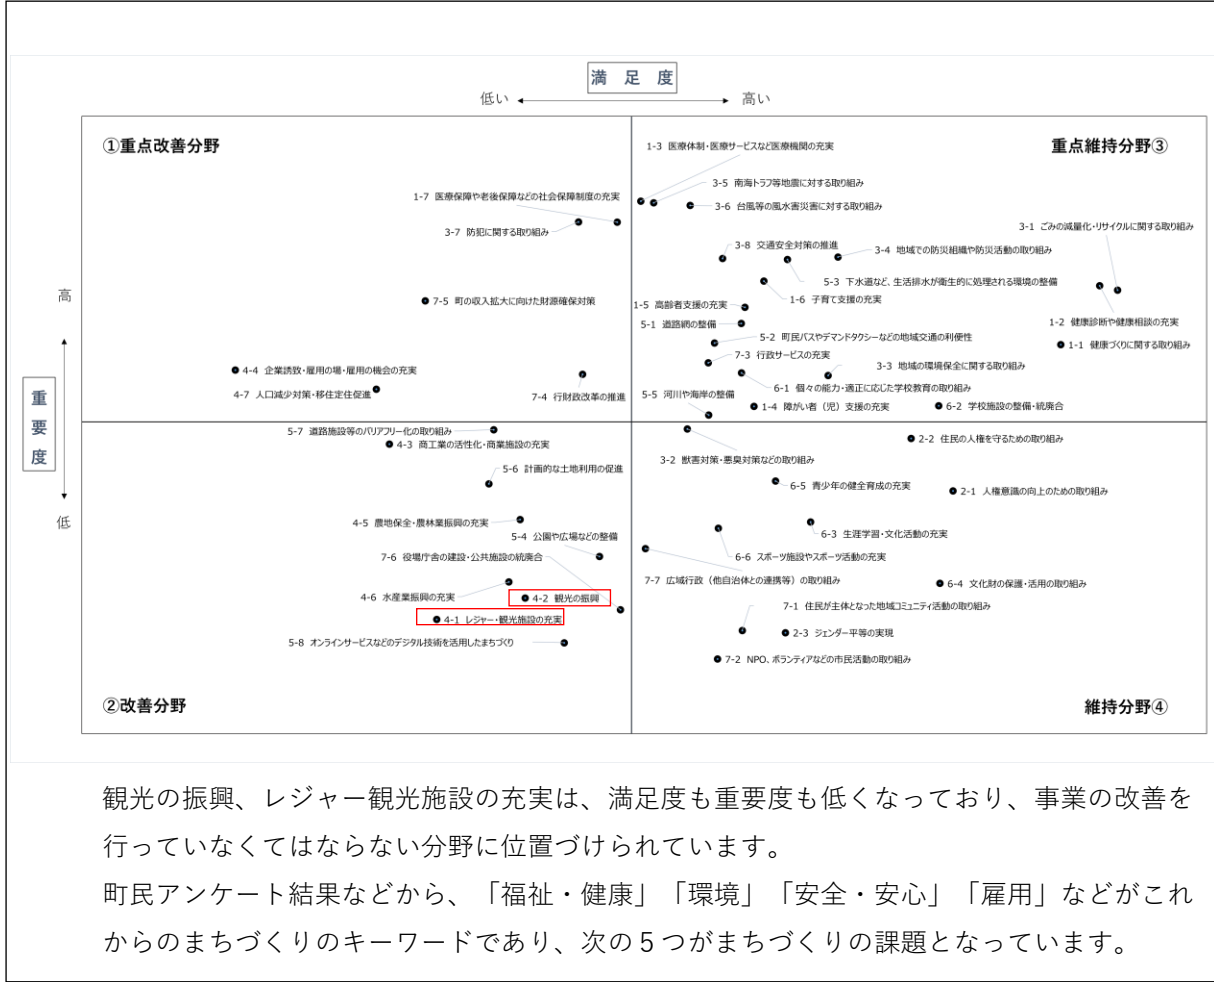 満 足 度
低い
高い
①重点改善分野
重点維持分野③
1-3 医療体制・医療サービスなど医療機関の充実
3-5 南海トラフ等地震に対する取り組み
1-7 医療保障や老後保障などの社会保障制度の充実
3-6 台風等の風水害災害に対する取り組み
3-7 防犯に関する取り組み
3-1 ごみの減量化・リサイクルに関する取り組み
3-8 交通安全対策の推進
3-4 地域での防災組織や防災活動の取り組み
5-3 下水道など、生活排水が衛生的に処理される環境の整備
高
7-5 町の収入拡大に向けた財源確保対策
1-6 子育て支援の充実
1-5 高齢者支援の充実
5-1 道路網の整備
1-2 健康診断や健康相談の充実
5-2 町民バスやデマンドタクシーなどの地域交通の利便性
1-1 健康づくりに関する取り組み
7-3 行政サービスの充実
4-4 企業誘致・雇用の場・雇用の機会の充実
3-3 地域の環境保全に関する取り組み
重
要
度
4-7 人口減少対策・移住定住促進
7-4 行財政改革の推進
6-1 個々の能力・適正に応じた学校教育の取り組み
5-5 河川や海岸の整備
1-4 障がい者（児）支援の充実
6-2 学校施設の整備・統廃合
5-7 道路施設等のバリアフリー化の取り組み
4-3 商工業の活性化・商業施設の充実
2-2 住民の人権を守るための取り組み
3-2 獣害対策・悪臭対策などの取り組み
5-6 計画的な土地利用の促進
6-5 青少年の健全育成の充実
2-1 人権意識の向上のための取り組み
低
4-5 農地保全・農林業振興の充実
5-4 公園や広場などの整備
6-3 生涯学習・文化活動の充実
7-6 役場庁舎の建設・公共施設の統廃合
6-6 スポーツ施設やスポーツ活動の充実
7-7 広域行政（他自治体との連携等）の取り組み
6-4 文化財の保護・活用の取り組み
4-6 水産業振興の充実
4-2 観光の振興
7-1 住民が主体となった地域コミュニティ活動の取り組み
4-1 レジャー・観光施設の充実
2-3 ジェンダー平等の実現
5-8 オンラインサービスなどのデジタル技術を活用したまちづくり
7-2 NPO、ボランティアなどの市民活動の取り組み
②改善分野
維持分野④
観光の振興、レジャー観光施設の充実は、満足度も重要度も低くなっており、事業の改善を
行っていなくてはならない分野に位置づけられています。
町民アンケート結果などから、「福祉・健康」「環境」「安全・安心」「雇用」などがこれ
からのまちづくりのキーワードであり、次の５つがまちづくりの課題となっています。